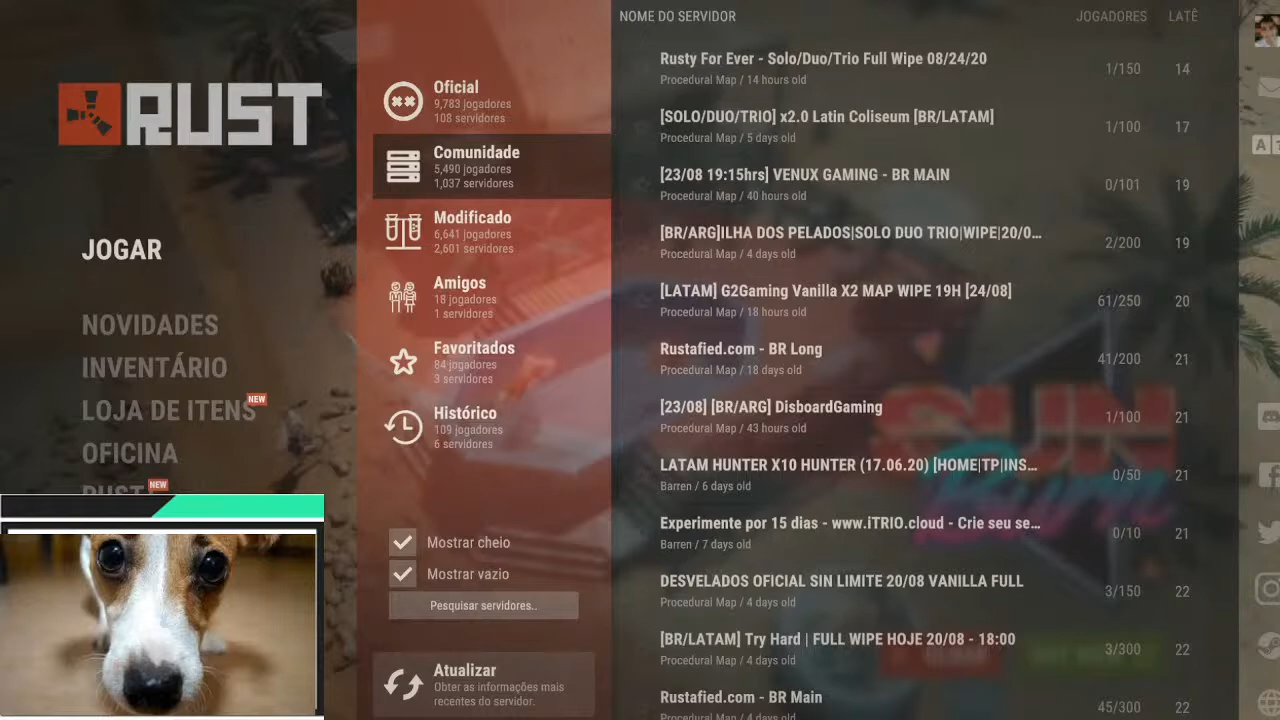 RUST
JOGAR
NOVIDADES
INVENTÁRIO
LOJA DE ITENS
NEW
OFICINA
NEW
Oficial
9,783 jogadores
108 servidores
Comunidade
5,490 jogadores
1,037 servidores
Modificado
6,641 jogadores
2,601 servidores
Amigos
18 jogadores
1 servidores
Favoritados
84 jogadores
3 servidores
Histórico
109 jogadores
6 servidores
Mostrar cheio
Mostrar vazio
Pesquisar servidores..
Atualizar
Obter as informações mais
recentes do servidor.
NOME DO SERVIDOR JOGADORES LATÊ
Rusty For Ever - Solo/Duo/Trio Full Wipe 08/24/20
Procedural Map / 14 hours old
1/150 14
[SOLO/DUO/TRIO] x2.0 Latin Coliseum [BR/LATAM]
Procedural Map / 5 days old
1/100 17
[23/08 19:15hrs] VENUX GAMING - BR MAIN
Procedural Map / 40 hours old
0/101 19
[BR/ARG]ILHA DOS PELADOS|SOLO DUO TRIO|WIPE|20/0...
Procedural Map / 4 days old
2/200 19
[LATAM] G2Gaming Vanilla X2 MAP WIPE 19H [24/08]
Procedural Map / 18 hours old
61/250 20
Rustafied.com - BR Long
Procedural Map / 18 days old
41/200 21
[23/08] [BR/ARG] DisboardGaming
Procedural Map / 43 hours old
1/100 21
LATAM HUNTER X10 HUNTER (17.06.20) [HOME|TP|INS...
Barren / 6 days old
0/50 21
Experimente por 15 dias - www.iTRIO.cloud - Crie seu se...
Barren / 7 days old
0/10 21
DESVELADOS OFICIAL SIN LIMITE 20/08 VANILLA FULL
Procedural Map / 4 days old
3/150 22
[BR/LATAM] Try Hard | FULL WIPE HOJE 20/08 - 18:00
Procedural Map / 4 days old
3/300 22
Rustafied.com - BR Main
Procedural Map / 4 days old
45/300 22
SUN